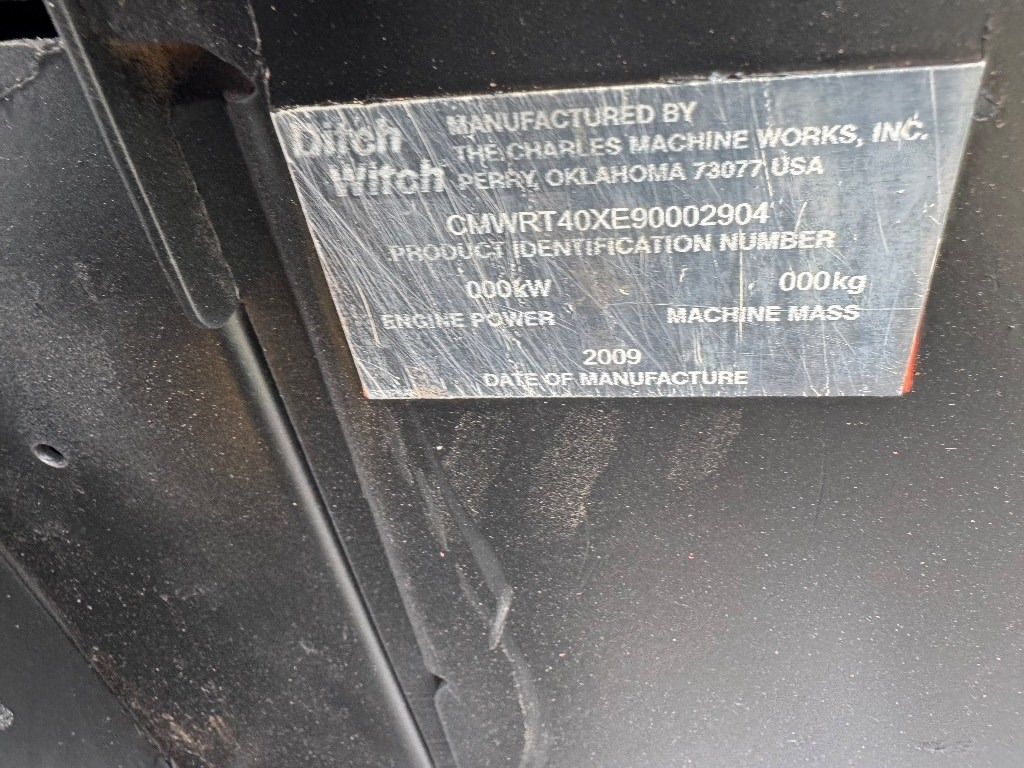 Ditch Witch
MANUFACTURED BY
THE CHARLES MACHINE WORKS, INC.
PERRY, OKLAHOMA 73077 USA
CMWRT40XE90002904
PRODUCT IDENTIFICATION NUMBER
000kW 000kg
ENGINE POWER MACHINE MASS
2009
DATE OF MANUFACTURE